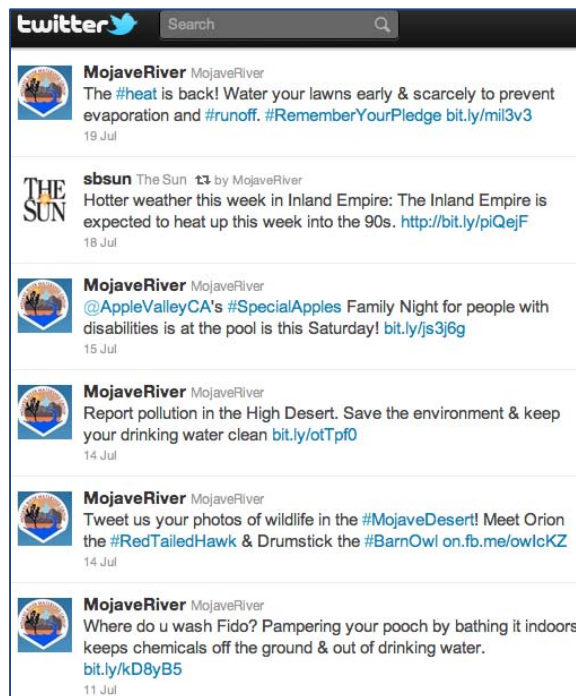 twitter
Search
MojaveRiver MojaveRiver
The #heat is back! Water your lawns early & scarcely to prevent
evaporation and #runoff. #RememberYourPledge bit.ly/mil3v3
19 Jul
THE
SUN
sbsun The Sun by MojaveRiver
Hotter weather this week in Inland Empire: The Inland Empire is
expected to heat up this week into the 90s. http://bit.ly/piQejF
18 Jul
MojaveRiver MojaveRiver
@AppleValleyCA's #SpecialApples Family Night for people with
disabilities is at the pool is this Saturday! bit.ly/js3j6g
15 Jul
MojaveRiver MojaveRiver
Report pollution in the High Desert. Save the environment & keep
your drinking water clean bit.ly/otTpf0
14 Jul
MojaveRiver MojaveRiver
Tweet us your photos of wildlife in the #MojaveDesert! Meet Orion
the #RedTailedHawk & Drumstick the #BarnOwl on.fb.me/owIcKZ
14 Jul
MojaveRiver MojaveRiver
Where do u wash Fido? Pampering your pooch by bathing it indoors
keeps chemicals off the ground & out of drinking water.
bit.ly/kD8yB5
11 Jul